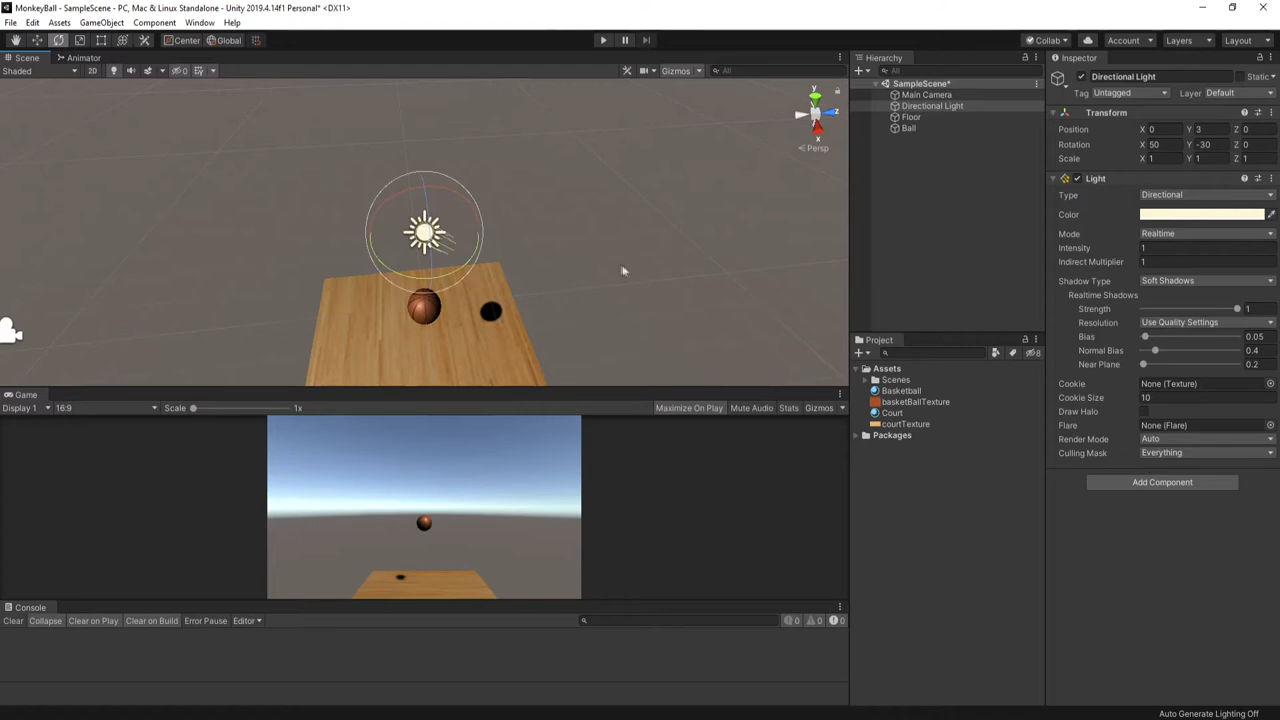 MonkeyBall - SampleScene - PC, Mac & Linux Standalone - Unity 2019.4.14f1 Personal* <DX11>
File Edit Assets GameObject Component Window Help
Center Global Collab Account Layers Layout
Scene Animator
Shaded 2D 0 Gizmos All
y
z
x
< Persp
Game
Display 1 16:9 Scale 1x Maximize On Play Mute Audio Stats Gizmos
Console
Clear Collapse Clear on Play Clear on Build Error Pause Editor 0 0 0
Hierarchy
All
SampleScene*
Main Camera
Directional Light
Floor
Ball
Project
8
Assets
Scenes
Basketball
basketBallTexture
Court
courtTexture
Packages
Inspector
Directional Light Static
Tag Untagged Layer Default
Transform
Position X 0 Y 3 Z 0
Rotation X 50 Y -30 Z 0
Scale X 1 Y 1 Z 1
Light
Type Directional
Color
Mode Realtime
Intensity 1
Indirect Multiplier 1
Shadow Type Soft Shadows
Realtime Shadows
Strength 1
Resolution Use Quality Settings
Bias 0.05
Normal Bias 0.4
Near Plane 0.2
Cookie None (Texture)
Cookie Size 10
Draw Halo
Flare None (Flare)
Render Mode Auto
Culling Mask Everything
Add Component
Auto Generate Lighting Off